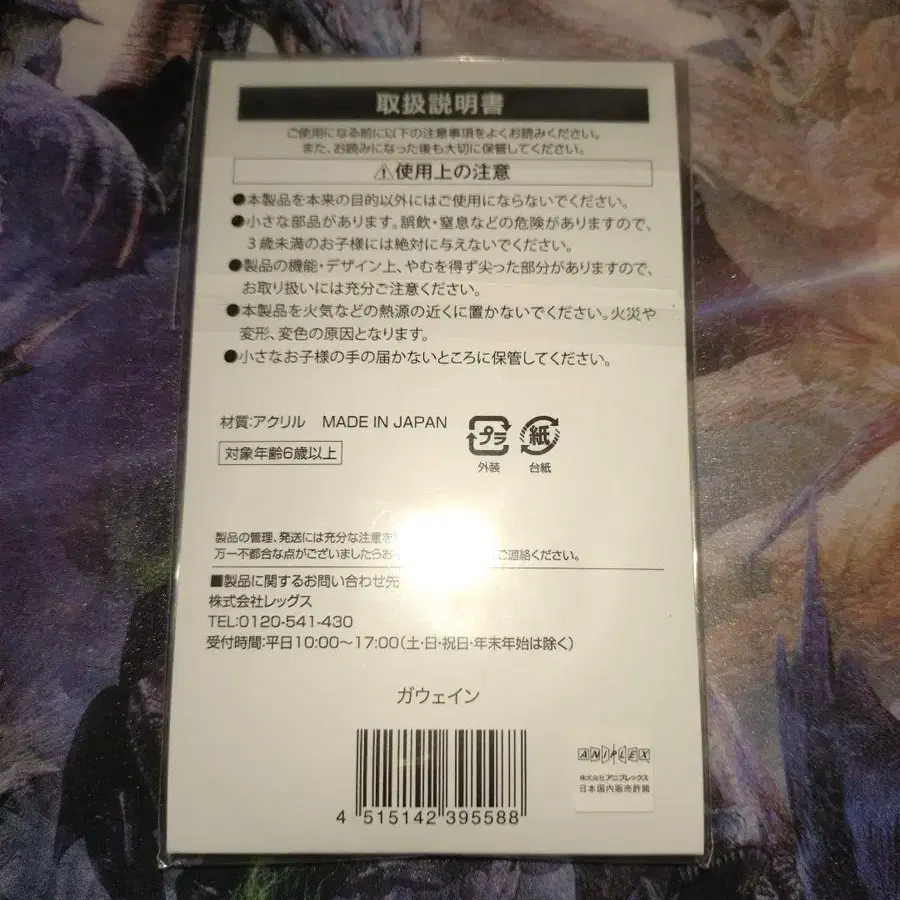 取扱説明書
ご使用になる前に以下の注意事項をよくお読みください。
また、お読みになった後も大切に保管してください。
⚠使用上の注意
●本製品を本来の目的以外にはご使用にならないでください。
●小さな部品があります。誤飲・窒息などの危険がありますので、
3歳未満のお子様には絶対に与えないでください。
●製品の機能・デザイン上、やむを得ず尖った部分がありますので、
お取り扱いには充分ご注意ください。
●本製品を火気などの熱源の近くに置かないでください。火災や
変形、変色の原因となります。
●小さなお子様の手の届かないところに保管してください。
材質:アクリル MADE IN JAPAN
対象年齢6歳以上
プラ 紙
外装 台紙
製品の管理、発送には充分な注意を
万一不都合な点がございましたらお ご連絡ください。
■製品に関するお問い合わせ先
株式会社レッグス
TEL:0120-541-430
受付時間:平日10:00〜17:00(土・日・祝日・年末年始は除く)
ガウェイン
4 515142 395588
ANIPLEX
株式会社アニプレックス
日本国内販売許諾